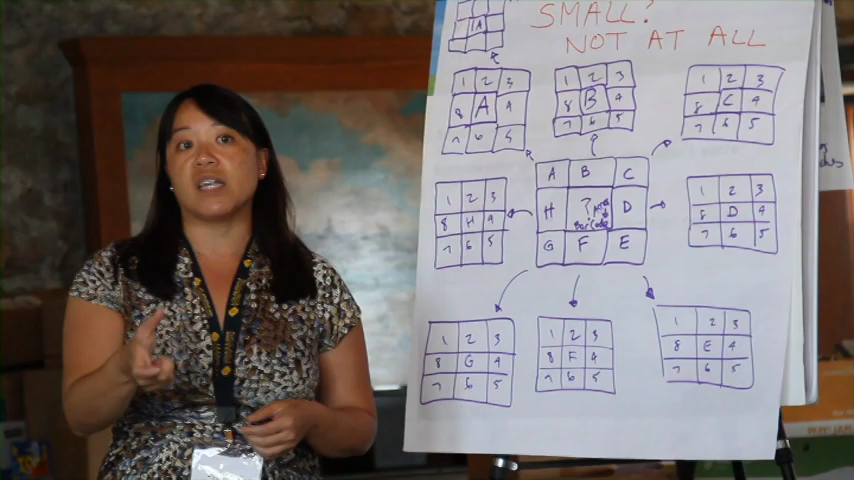 SMALL?
NOT AT ALL
A
1 2 3
8 A 4
7 6 5
1 2 3
8 B 4
7 6 5
1 2 3
8 C 4
7 6 5
1 2 3
8 H 4
7 6 5
A B C
H ? D
G F E
1 2 3
8 D 4
7 6 5
1 2 3
8 G 4
7 6 5
1 2 3
8 F 4
7 6 5
1 2 3
8 E 4
7 6 5